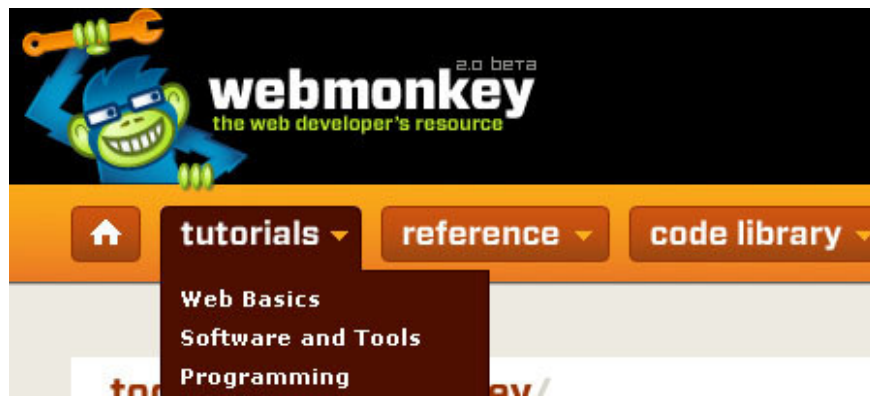 2.0 beta
webmonkey
the web developer's resource
tutorials
reference
code library
Web Basics
Software and Tools
Programming